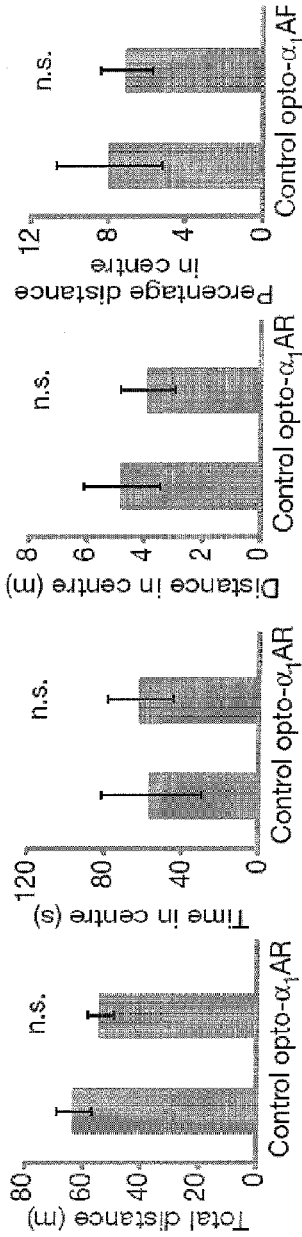 Total distance (m)
80
60
40
20
0
n.s.
Control opto-α₁AR
Time in centre (s)
120
80
40
0
n.s.
Control opto-α₁AR
Distance in centre (m)
8
6
4
2
0
n.s.
Control opto-α₁AR
Percentage distance
in centre
12
8
4
0
n.s.
Control opto-α₁AF